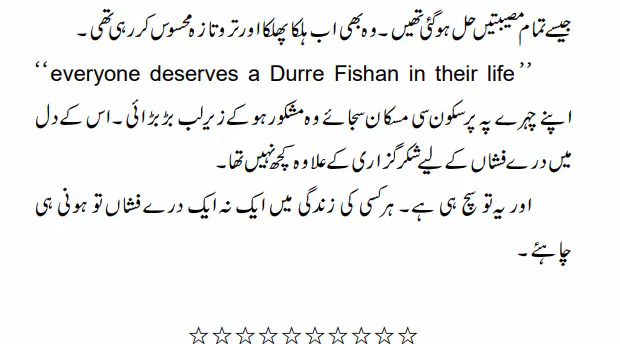 جیسے تمام مصیبتیں حل ہو گئی تھیں ۔ وہ بھی اب ہلکا پھلکا اور تر و تازہ محسوس کر رہی تھی ۔
‘‘everyone deserves a Durre Fishan in their life’’
اپنے چہرے پہ پرسکون سی مسکان سجائے وہ مشکور ہو کے زیرِ لب بڑبڑائی ۔ اس کے دل
میں درے فشاں کے لیے شکر گزاری کے علاوہ کچھ نہیں تھا ۔
اور یہ تو سچ ہی ہے ۔ ہر کسی کی زندگی میں ایک نہ ایک درے فشاں تو ہونی ہی
چاہئے ۔
☆☆☆☆☆☆☆☆☆☆